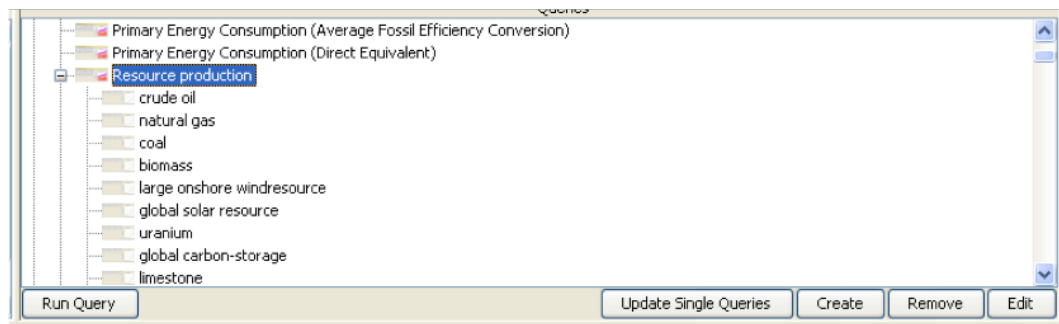 Queries
Primary Energy Consumption (Average Fossil Efficiency Conversion)
Primary Energy Consumption (Direct Equivalent)
Resource production
crude oil
natural gas
coal
biomass
large onshore windresource
global solar resource
uranium
global carbon-storage
limestone
Run Query Update Single Queries Create Remove Edit